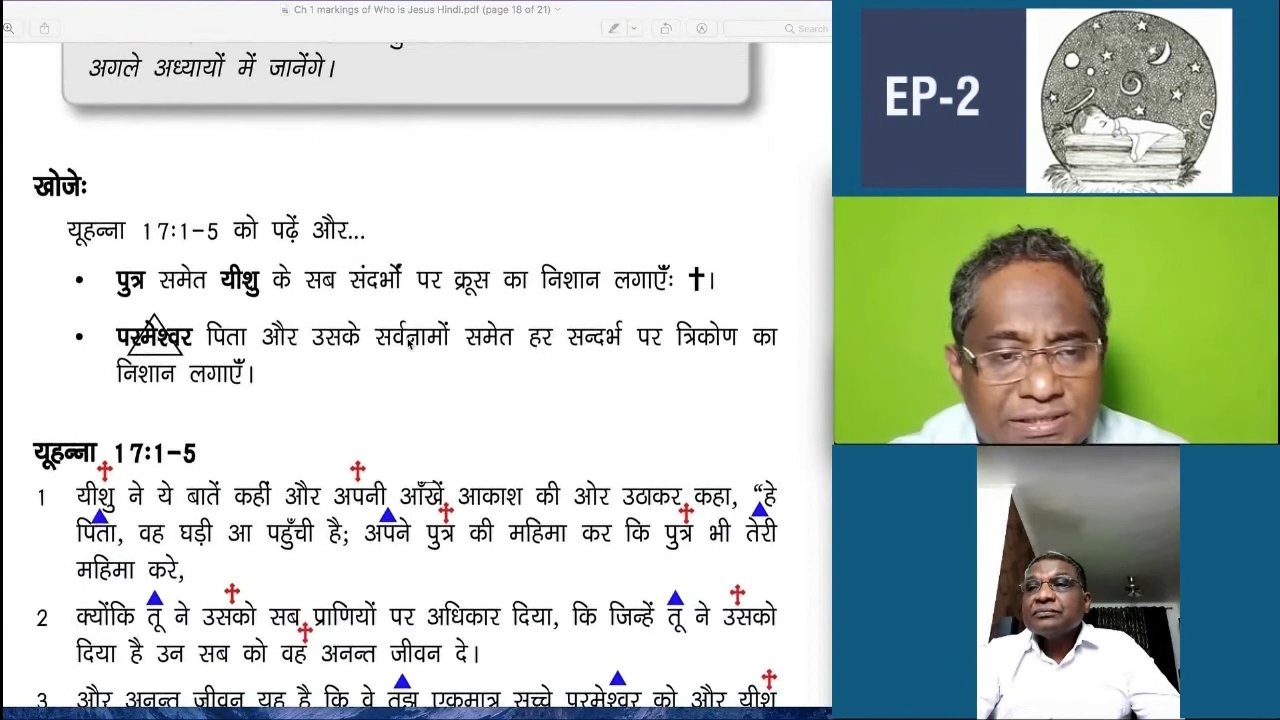 Ch 1 markings of Who is Jesus Hindi.pdf (page 18 of 21)
Search
अगले अध्यायों में जानेंगे।
खोजेः
यूहन्ना 17:1-5 को पढ़ें और...
• पुत्र समेत यीशु के सब संदर्भों पर क्रूस का निशान लगाएँः ✝।
• परमेश्वर पिता और उसके सर्वनामों समेत हर सन्दर्भ पर त्रिकोण का
निशान लगाएँ।
यूहन्ना 17:1-5
1 यीशु ने ये बातें कहीं और अपनी आँखें आकाश की ओर उठाकर कहा, “हे
पिता, वह घड़ी आ पहुँची है; अपने पुत्र की महिमा कर कि पुत्र भी तेरी
महिमा करे,
2 क्योंकि तू ने उसको सब प्राणियों पर अधिकार दिया, कि जिन्हें तू ने उसको
दिया है उन सब को वह अनन्त जीवन दे।
3 और अनन्त जीवन यह है कि वे तुझ एकमात्र सच्चे परमेश्वर को और यीशु
EP-2